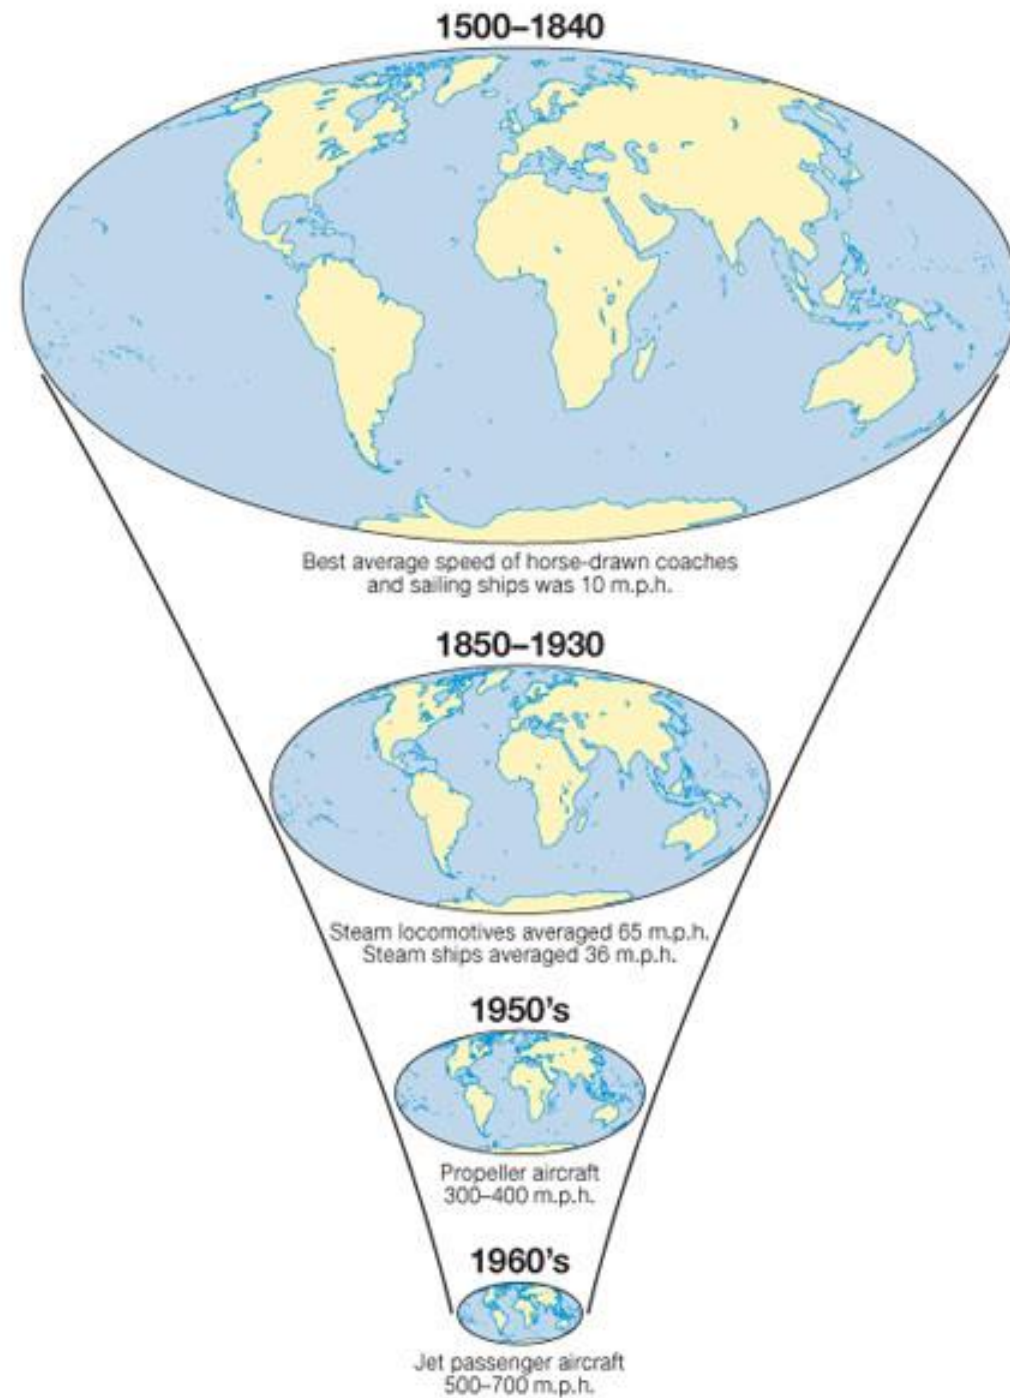 1500–1840
Best average speed of horse-drawn coaches
and sailing ships was 10 m.p.h.
1850–1930
Steam locomotives averaged 65 m.p.h.
Steam ships averaged 36 m.p.h.
1950's
Propeller aircraft
300–400 m.p.h.
1960's
Jet passenger aircraft
500–700 m.p.h.